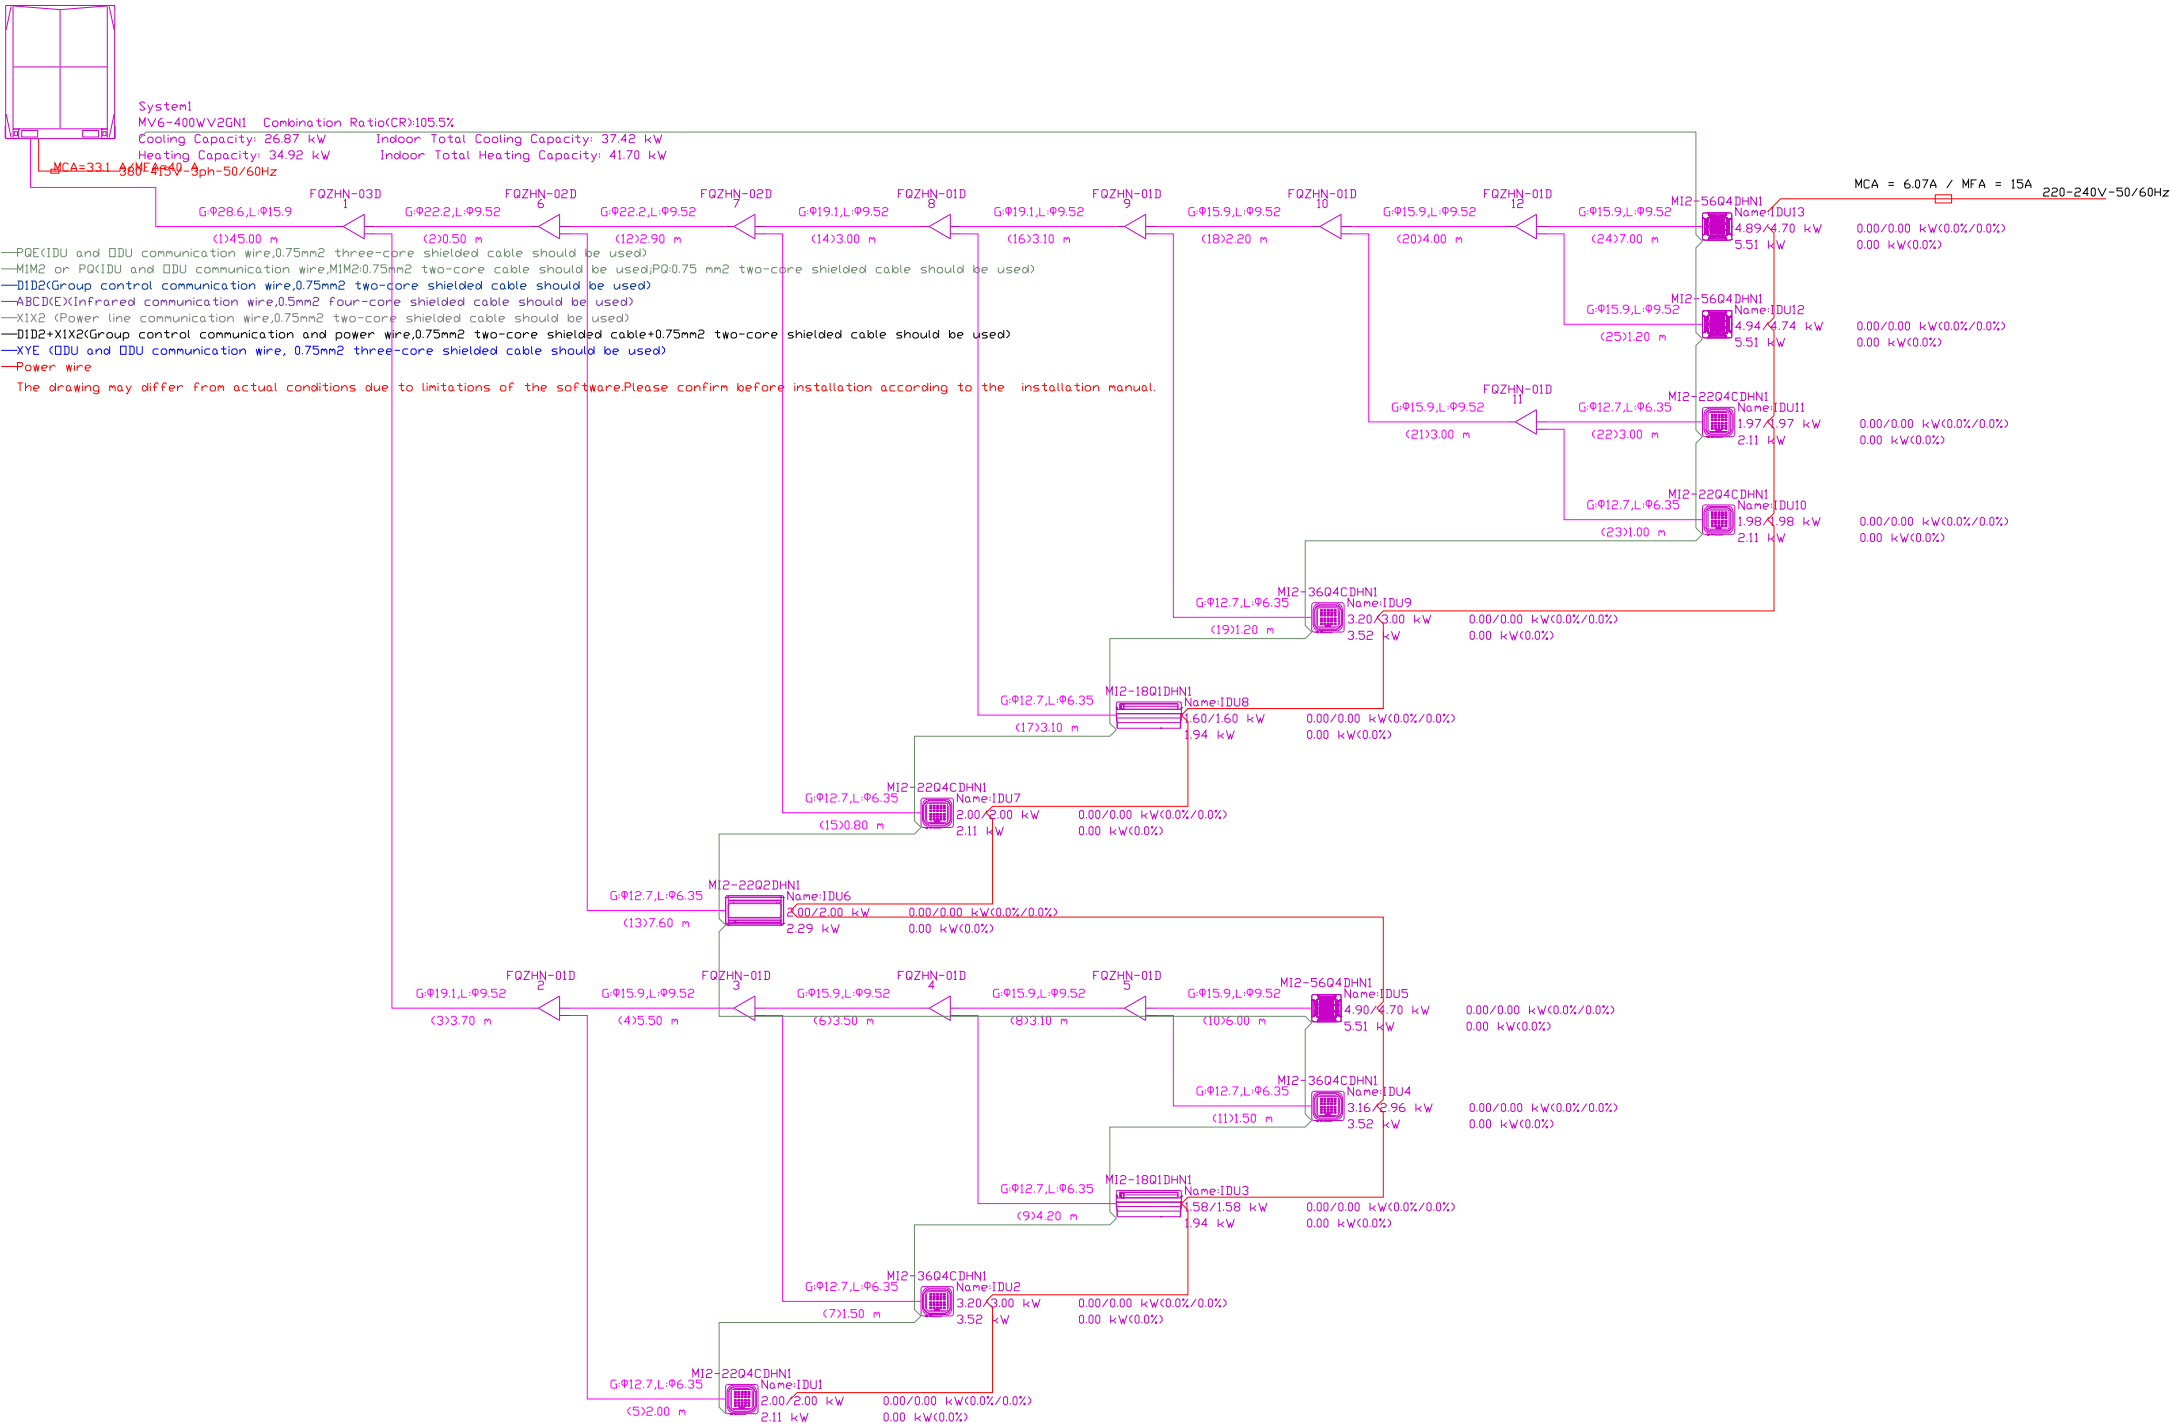 System1
MV6-400WV2GN1 Combination Ratio(CR):105.5%
Cooling Capacity: 26.87 kW Indoor Total Cooling Capacity: 37.42 kW
Heating Capacity: 34.92 kW Indoor Total Heating Capacity: 41.70 kW
MCA=33.1 A/MFA=40 A
380-415V-3ph-50/60Hz
MCA = 6.07A / MFA = 15A
220-240V-50/60Hz
FQZHN-03D
1
FQZHN-02D
6
FQZHN-02D
7
FQZHN-01D
8
FQZHN-01D
9
FQZHN-01D
10
FQZHN-01D
12
G:Φ28.6,L:Φ15.9
(1)45.00 m
G:Φ22.2,L:Φ9.52
(2)0.50 m
G:Φ22.2,L:Φ9.52
(12)2.90 m
G:Φ19.1,L:Φ9.52
(14)3.00 m
G:Φ19.1,L:Φ9.52
(16)3.10 m
G:Φ15.9,L:Φ9.52
(18)2.20 m
G:Φ15.9,L:Φ9.52
(20)4.00 m
G:Φ15.9,L:Φ9.52
(24)7.00 m
MI2-56Q4DHN1
Name:IDU13
4.89/4.70 kW 0.00/0.00 kW(0.0%/0.0%)
5.51 kW 0.00 kW(0.0%)
PQE(IDU and □DU communication wire,0.75mm2 three-core shielded cable should be used)
M1M2 or PQ(IDU and □DU communication wire,M1M2:0.75mm2 two-core cable should be used;PQ:0.75 mm2 two-core shielded cable should be used)
D1D2(Group control communication wire,0.75mm2 two-core shielded cable should be used)
ABCD(E)(Infrared communication wire,0.5mm2 four-core shielded cable should be used)
X1X2 (Power line communication wire,0.75mm2 two-core shielded cable should be used)
D1D2+X1X2(Group control communication and power wire,0.75mm2 two-core shielded cable+0.75mm2 two-core shielded cable should be used)
XYE (□DU and □DU communication wire, 0.75mm2 three-core shielded cable should be used)
Power wire
The drawing may differ from actual conditions due to limitations of the software.Please confirm before installation according to the installation manual.
MI2-56Q4DHN1
G:Φ15.9,L:Φ9.52
(25)1.20 m
Name:IDU12
4.94/4.74 kW 0.00/0.00 kW(0.0%/0.0%)
5.51 kW 0.00 kW(0.0%)
FQZHN-01D
11
G:Φ15.9,L:Φ9.52
(21)3.00 m
G:Φ12.7,L:Φ6.35
(22)3.00 m
MI2-22Q4CDHN1
Name:IDU11
1.97/1.97 kW 0.00/0.00 kW(0.0%/0.0%)
2.11 kW 0.00 kW(0.0%)
MI2-22Q4CDHN1
G:Φ12.7,L:Φ6.35
(23)1.00 m
Name:IDU10
1.98/1.98 kW 0.00/0.00 kW(0.0%/0.0%)
2.11 kW 0.00 kW(0.0%)
MI2-36Q4CDHN1
G:Φ12.7,L:Φ6.35
(19)1.20 m
Name:IDU9
3.20/3.00 kW 0.00/0.00 kW(0.0%/0.0%)
3.52 kW 0.00 kW(0.0%)
MI2-18Q1DHN1
G:Φ12.7,L:Φ6.35
(17)3.10 m
Name:IDU8
1.60/1.60 kW 0.00/0.00 kW(0.0%/0.0%)
1.94 kW 0.00 kW(0.0%)
MI2-22Q4CDHN1
G:Φ12.7,L:Φ6.35
(15)0.80 m
Name:IDU7
2.00/2.00 kW 0.00/0.00 kW(0.0%/0.0%)
2.11 kW 0.00 kW(0.0%)
MI2-22Q2DHN1
G:Φ12.7,L:Φ6.35
(13)7.60 m
Name:IDU6
2.00/2.00 kW 0.00/0.00 kW(0.0%/0.0%)
2.29 kW 0.00 kW(0.0%)
FQZHN-01D
2
FQZHN-01D
3
FQZHN-01D
4
FQZHN-01D
5
G:Φ19.1,L:Φ9.52
(3)3.70 m
G:Φ15.9,L:Φ9.52
(4)5.50 m
G:Φ15.9,L:Φ9.52
(6)3.50 m
G:Φ15.9,L:Φ9.52
(8)3.10 m
G:Φ15.9,L:Φ9.52
(10)6.00 m
MI2-56Q4DHN1
Name:IDU5
4.90/4.70 kW 0.00/0.00 kW(0.0%/0.0%)
5.51 kW 0.00 kW(0.0%)
MI2-36Q4CDHN1
G:Φ12.7,L:Φ6.35
(11)1.50 m
Name:IDU4
3.16/2.96 kW 0.00/0.00 kW(0.0%/0.0%)
3.52 kW 0.00 kW(0.0%)
MI2-18Q1DHN1
G:Φ12.7,L:Φ6.35
(9)4.20 m
Name:IDU3
1.58/1.58 kW 0.00/0.00 kW(0.0%/0.0%)
1.94 kW 0.00 kW(0.0%)
MI2-36Q4CDHN1
G:Φ12.7,L:Φ6.35
(7)1.50 m
Name:IDU2
3.20/3.00 kW 0.00/0.00 kW(0.0%/0.0%)
3.52 kW 0.00 kW(0.0%)
MI2-22Q4CDHN1
G:Φ12.7,L:Φ6.35
(5)2.00 m
Name:IDU1
2.00/2.00 kW 0.00/0.00 kW(0.0%/0.0%)
2.11 kW 0.00 kW(0.0%)